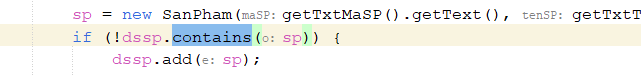 sp = new SanPham(maSP: getTxtMaSP().getText(), tenSP: getTxtT
if (!dssp.contains(o: sp)) {
dssp.add(e: sp);